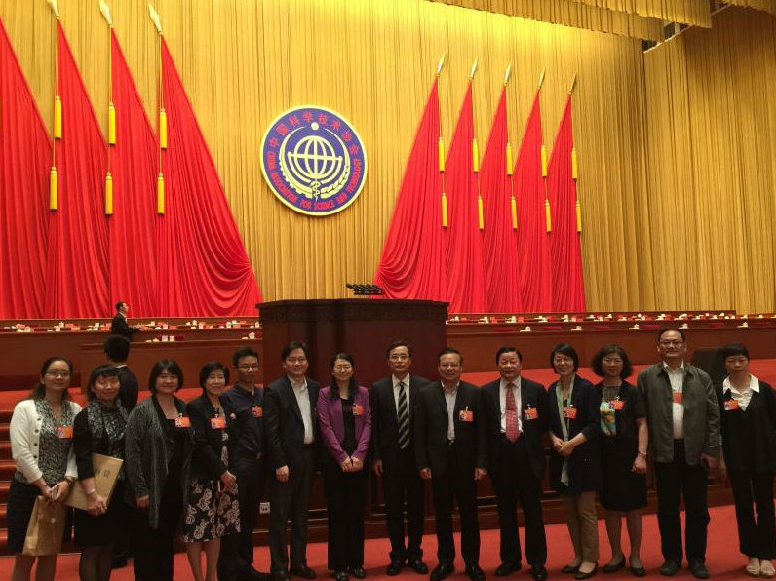 中国科学技术协会
CHINA ASSOCIATION FOR SCIENCE AND TECHNOLOGY